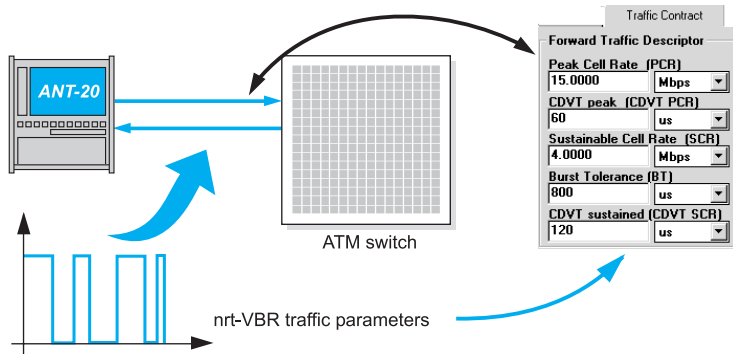 Traffic Contract
Forward Traffic Descriptor
Peak Cell Rate (PCR)
15.0000 Mbps
CDVT peak (CDVT PCR)
60 us
Sustainable Cell Rate (SCR)
4.0000 Mbps
Burst Tolerance (BT)
800 us
CDVT sustained (CDVT SCR)
120 us
ANT-20
ATM switch
nrt-VBR traffic parameters